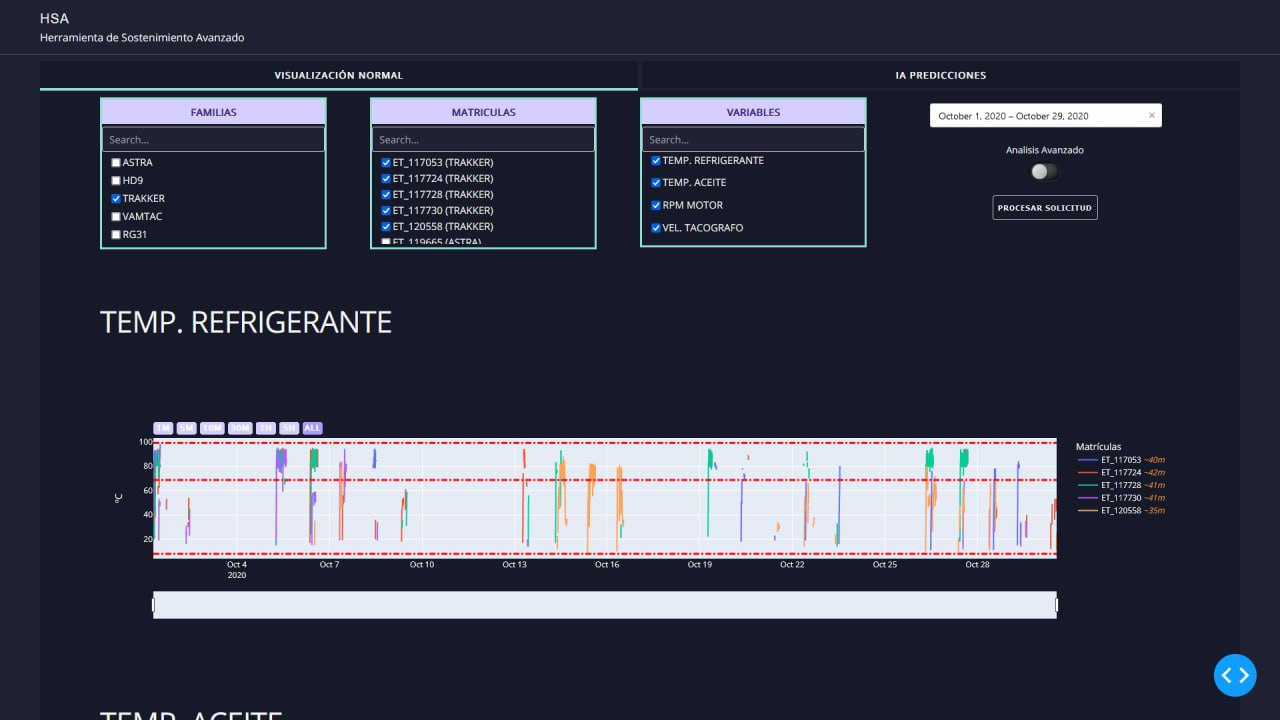 HSA
Herramienta de Sostenimiento Avanzado
VISUALIZACIÓN NORMAL
IA PREDICCIONES
FAMILIAS
Search...
ASTRA
HD9
TRAKKER
VAMTAC
RG31
MATRICULAS
Search...
ET_117053 (TRAKKER)
ET_117724 (TRAKKER)
ET_117728 (TRAKKER)
ET_117730 (TRAKKER)
ET_120558 (TRAKKER)
ET_119665 (ASTRA)
VARIABLES
Search...
TEMP. REFRIGERANTE
TEMP. ACEITE
RPM MOTOR
VEL. TACOGRAFO
October 1, 2020 – October 29, 2020 ×
Analisis Avanzado
PROCESAR SOLICITUD
TEMP. REFRIGERANTE
1M 5M 10M 30M 1H 5H ALL
100
80
60
40
20
ºC
Oct 4 Oct 7 Oct 10 Oct 13 Oct 16 Oct 19 Oct 22 Oct 25 Oct 28
2020
Matrículas
ET_117053 ~40m
ET_117724 ~42m
ET_117728 ~41m
ET_117730 ~41m
ET_120558 ~35m
TEMP. ACEITE